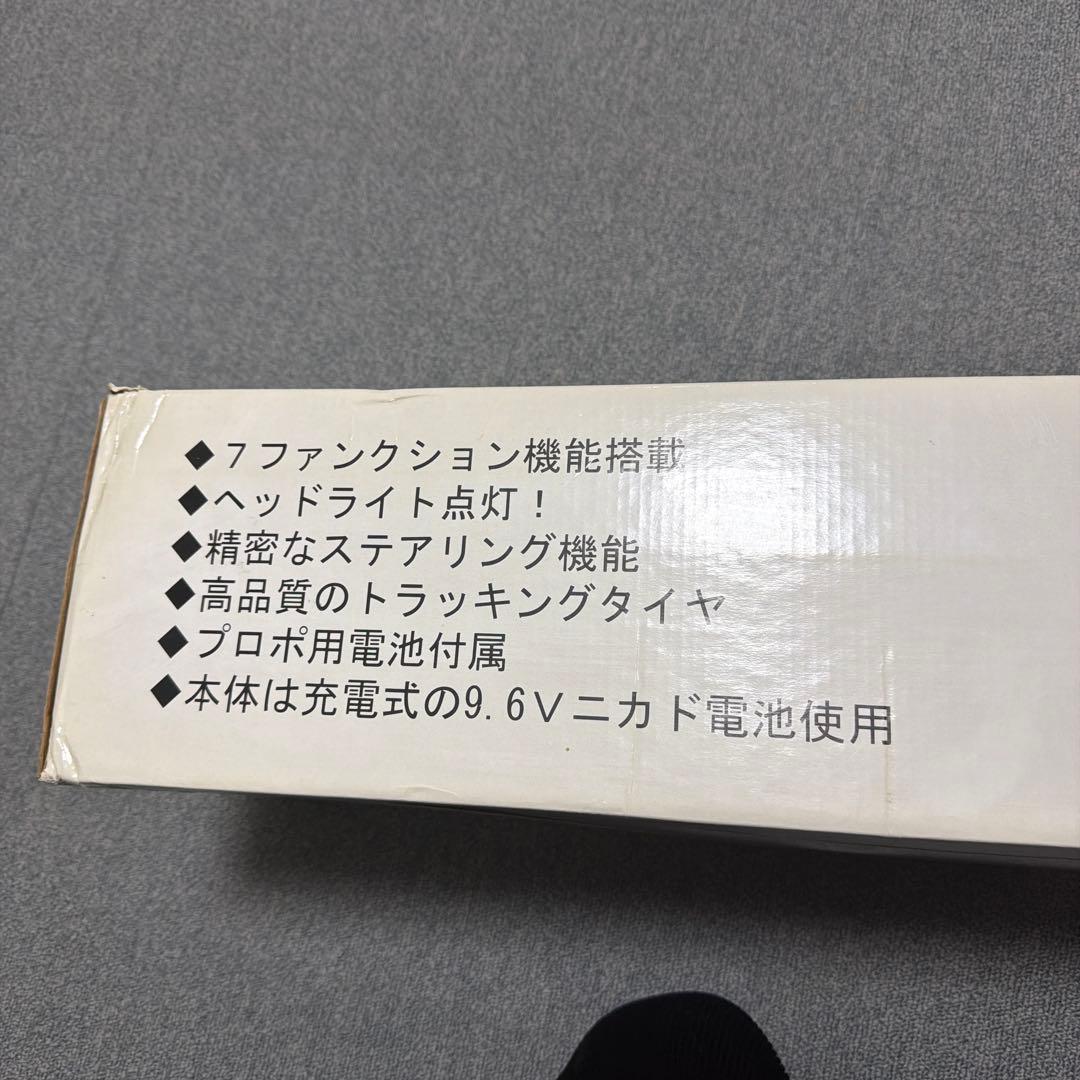 ◆7ファンクション機能搭載
◆ヘッドライト点灯！
◆精密なステアリング機能
◆高品質のトラッキングタイヤ
◆プロポ用電池付属
◆本体は充電式の9.6Vニカド電池使用